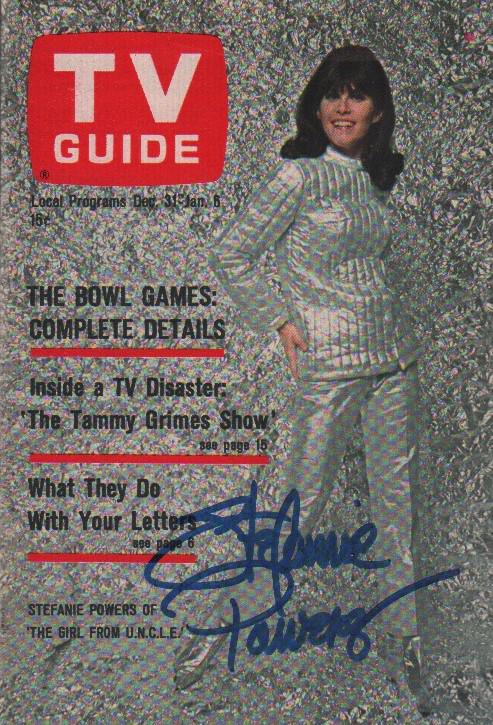 TV
GUIDE
®
Local Programs Dec. 31-Jan. 6
15¢
THE BOWL GAMES:
COMPLETE DETAILS
Inside a TV Disaster:
'The Tammy Grimes Show'
see page 15
What They Do
With Your Letters
see page 6
STEFANIE POWERS OF
'THE GIRL FROM U.N.C.L.E.'
Stefanie
Powers